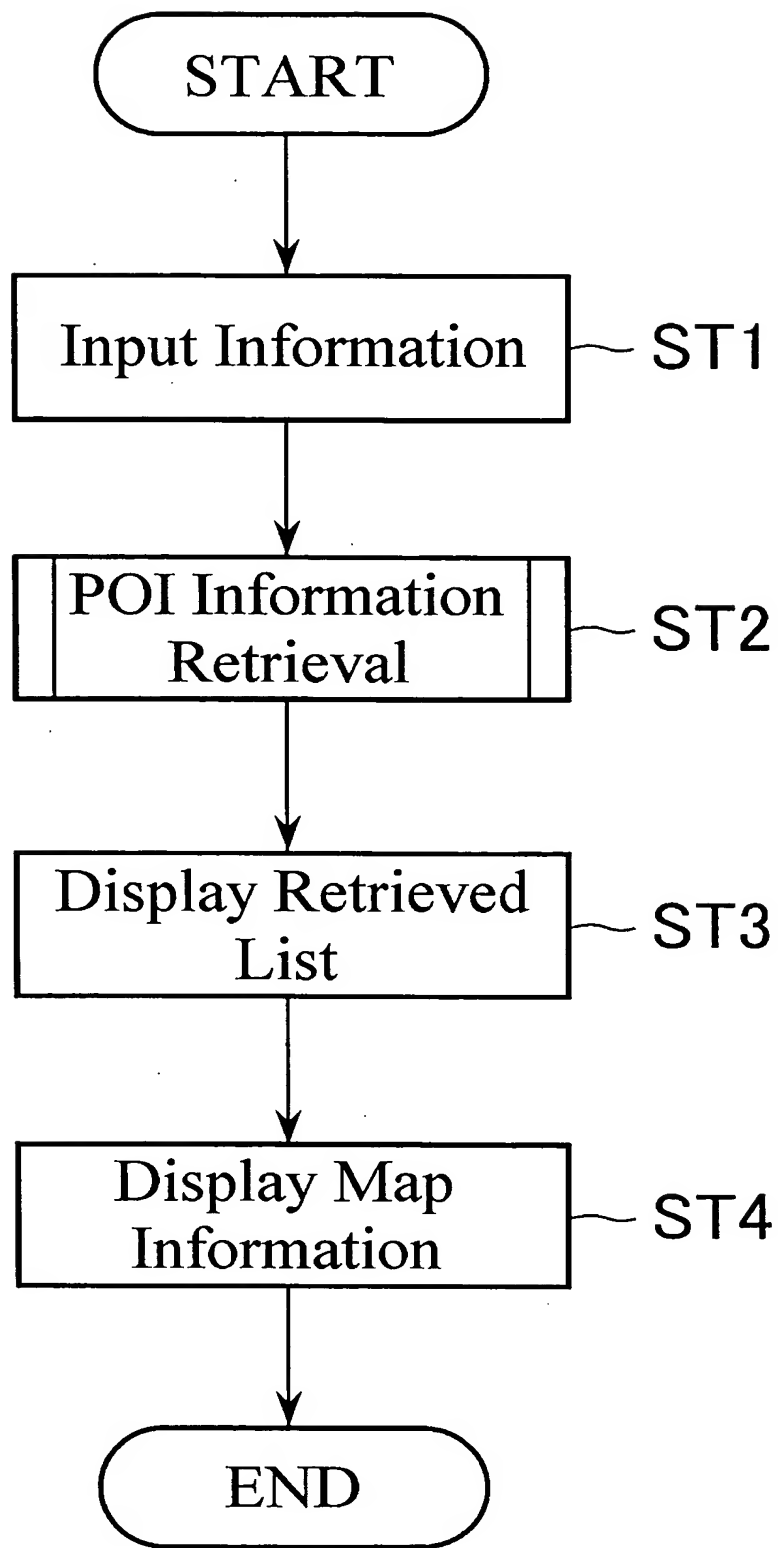 START
Input Information
ST1
POI Information
Retrieval
ST2
Display Retrieved
List
ST3
Display Map
Information
ST4
END